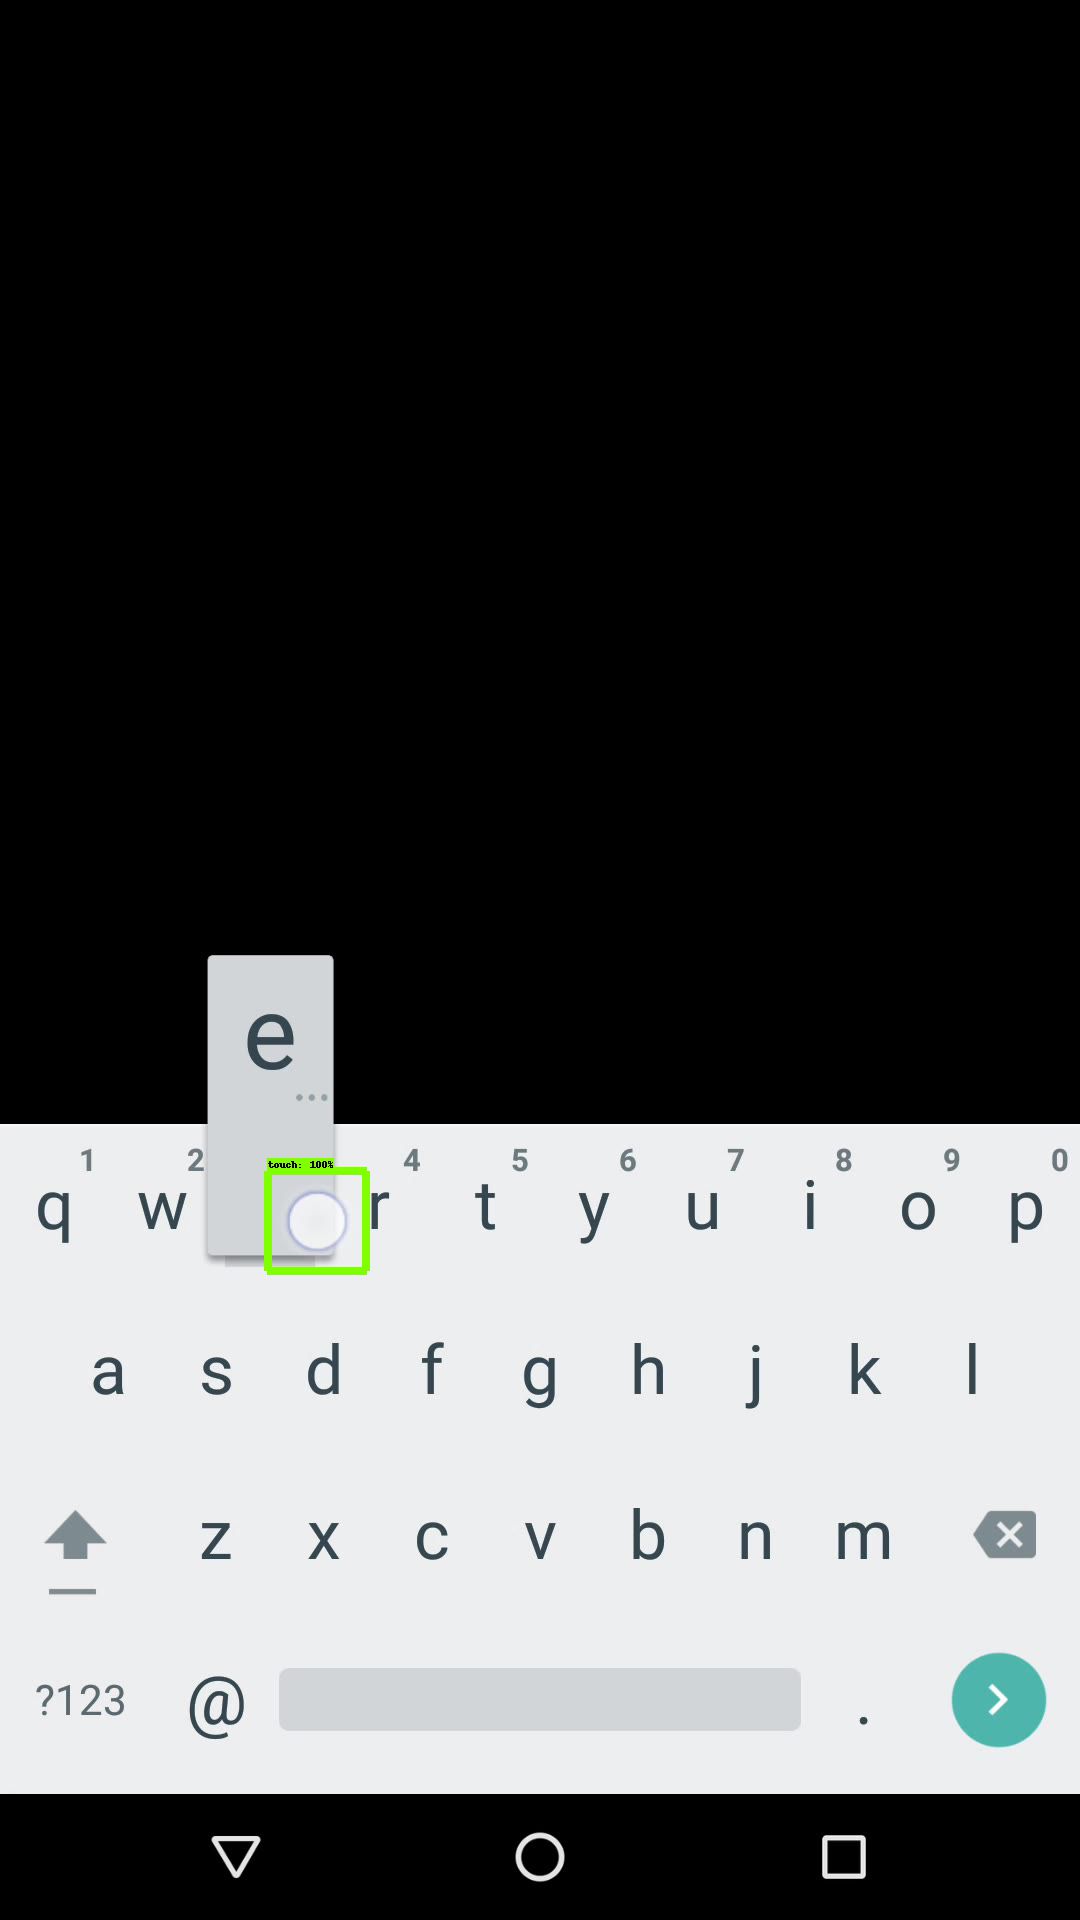 e
...
1 2 4 5 6 7 8 9 0
touch: 100%
q w r t y u i o p
a s d f g h j k l
z x c v b n m
?123 @ .